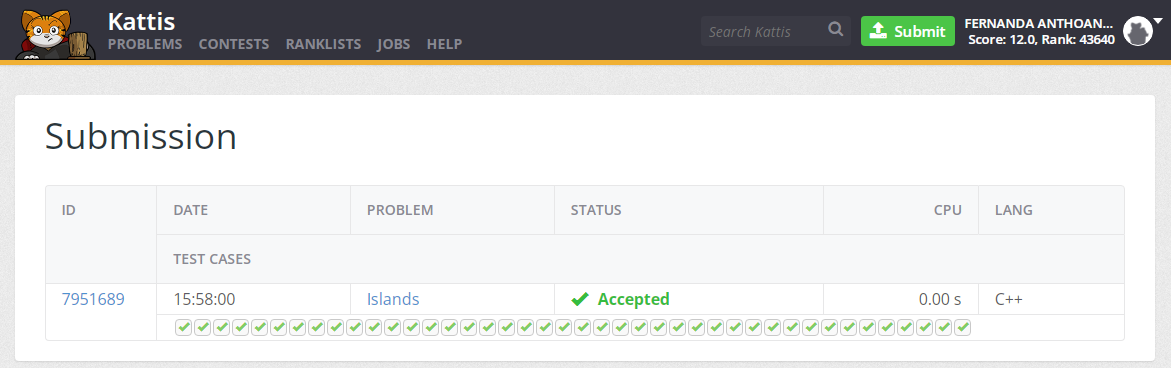 Kattis
PROBLEMS CONTESTS RANKLISTS JOBS HELP
Search Kattis
Submit
FERNANDA ANTHOAN...
Score: 12.0, Rank: 43640
Submission
ID DATE PROBLEM STATUS CPU LANG
TEST CASES
7951689 15:58:00 Islands Accepted 0.00 s C++